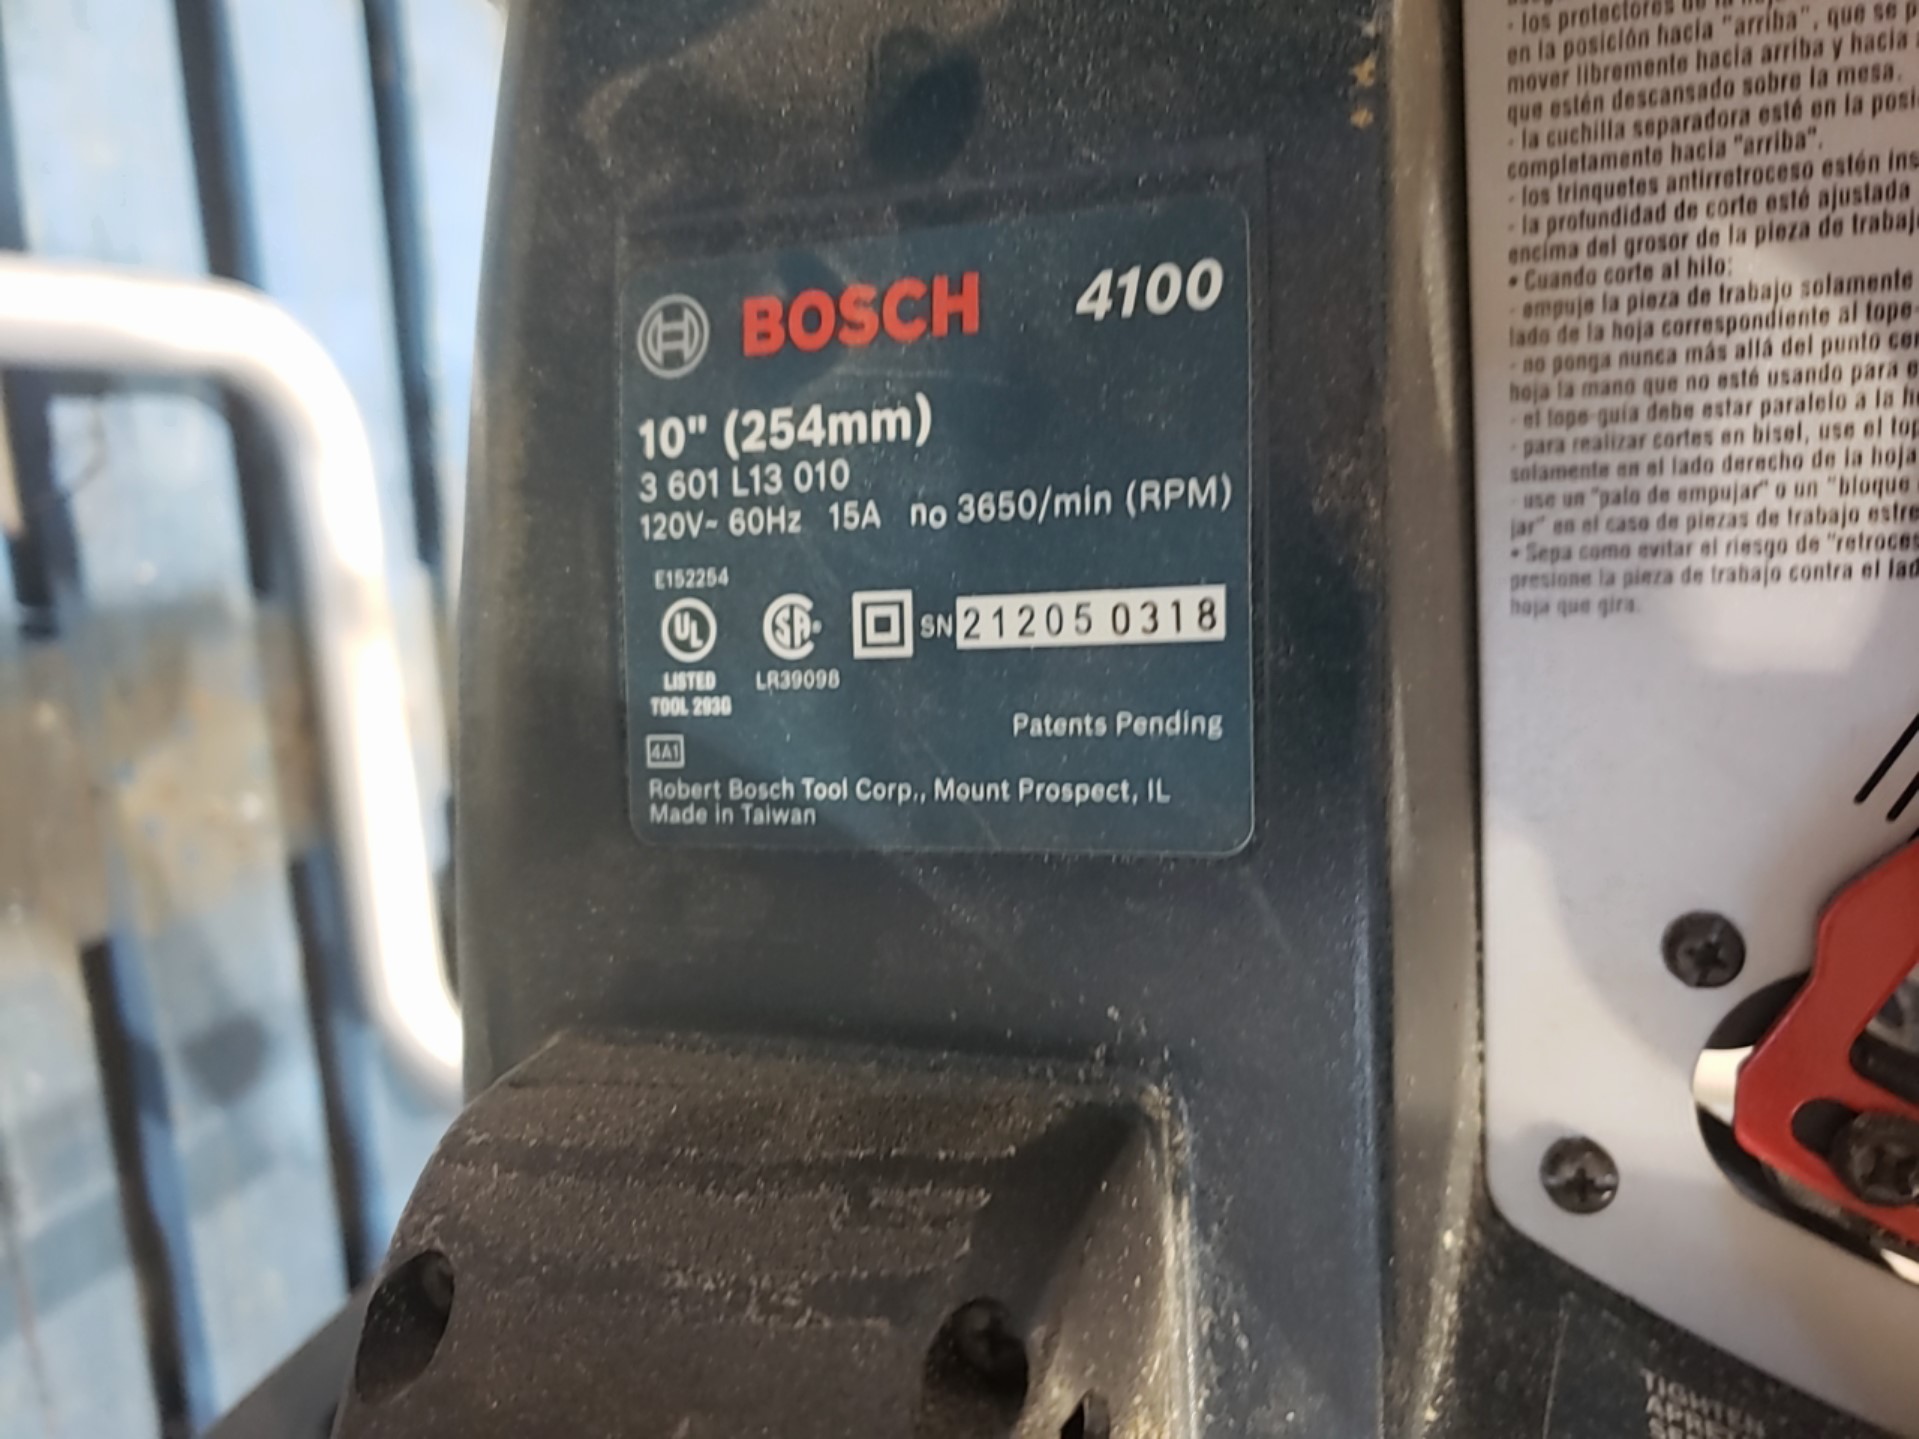 BOSCH 4100
10" (254mm)
3 601 L13 010
120V~ 60Hz 15A no 3650/min (RPM)
E152254
UL SA SN 21205 0318
LISTED LR39098
TOOL 293G
Patents Pending
4A1
Robert Bosch Tool Corp., Mount Prospect, IL
Made in Taiwan
- los protectores de la
en la posición hacia "arriba", que se p
mover libremente hacia arriba y hacia
que estén descansado sobre la mesa.
- la cuchilla separadora esté en la posi
completamente hacia "arriba".
- los trinquetes antirretroceso estén ins
- la profundidad de corte esté ajustada
encima del grosor de la pieza de trabaj
• Cuando corte al hilo:
- empuje la pieza de trabajo solamente
lado de la hoja correspondiente al tope-
- no ponga nunca más allá del punto cer
hoja la mano que no esté usando para e
- el tope-guía debe estar paralelo a la h
- para realizar cortes en bisel, use el top
solamente en el lado derecho de la hoja
- use un "palo de empujar" o un "bloque
jar" en el caso de piezas de trabajo estre
• Sepa como evitar el riesgo de "retroces
presione la pieza de trabajo contra el lad
hoja que gira.
TIGHTEN